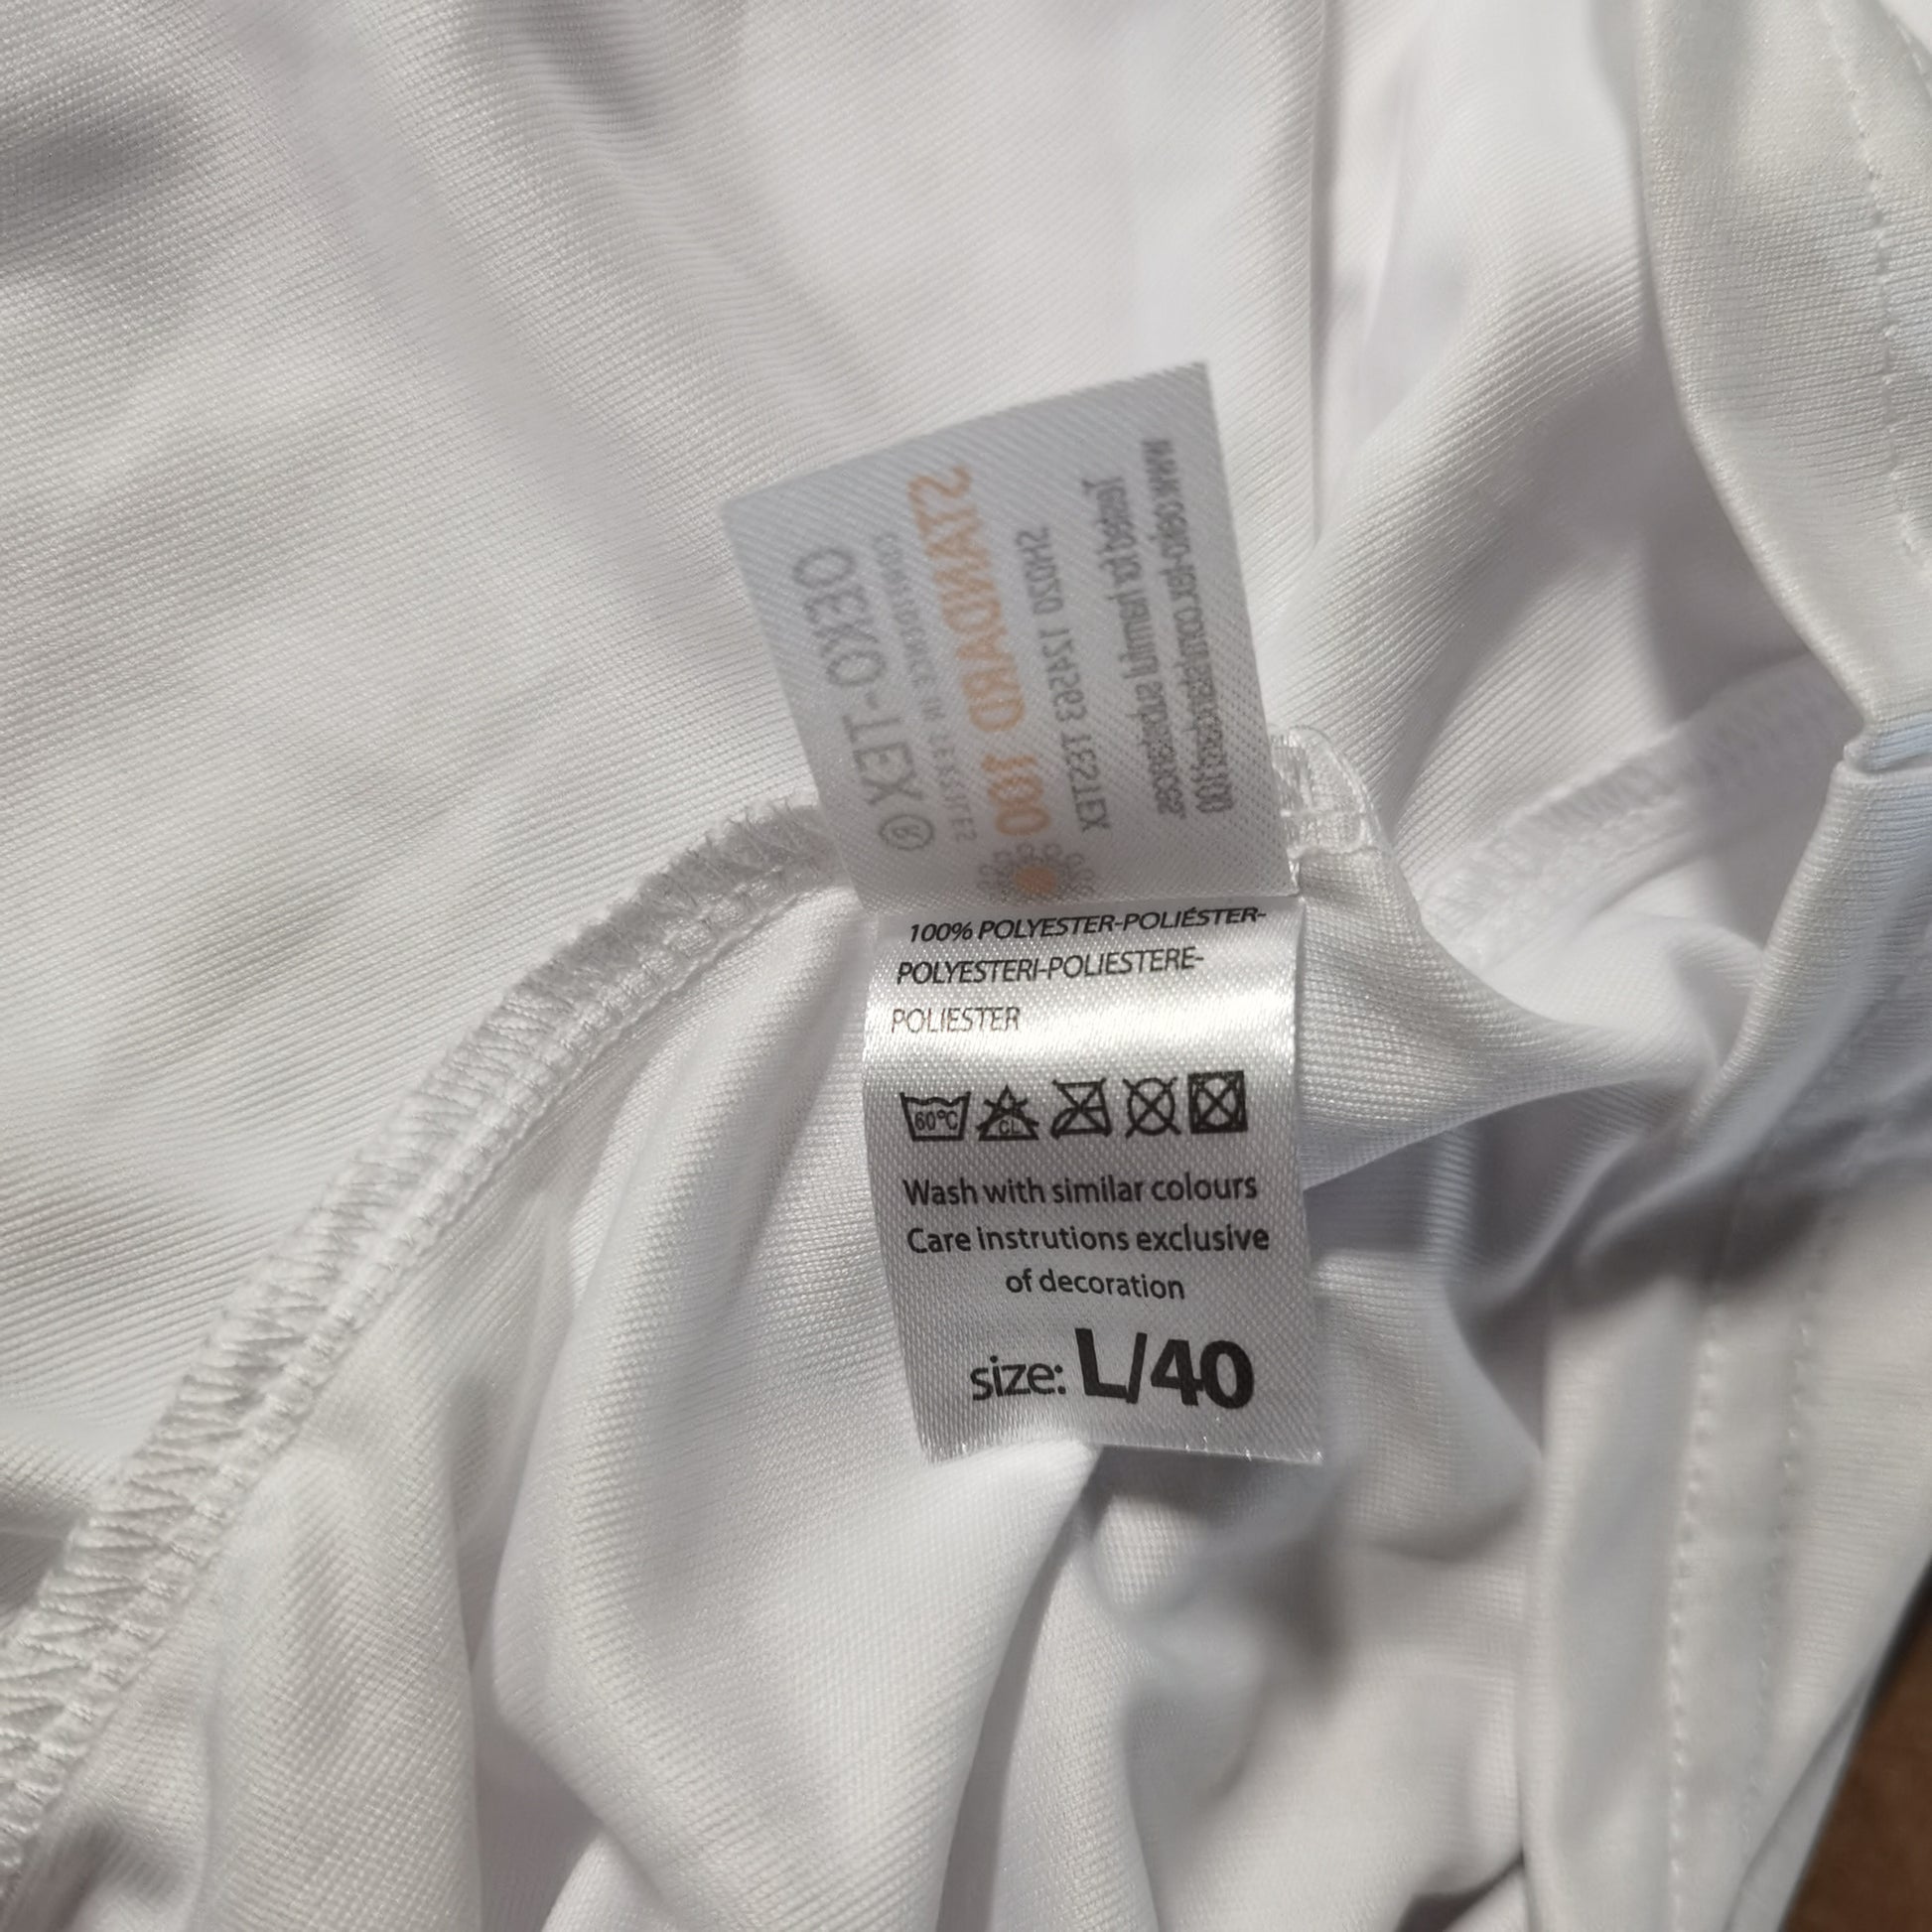 OEKO-TEX®
CONFIDENCE IN TEXTILES
STANDARD 100
SH020 124563 TESTEX
Tested for harmful substances
www.oeko-tex.com/standard100
100% POLYESTER-POLIÉSTER-
POLYESTERI-POLIESTERE-
POLIESTER
60°C CL
Wash with similar colours
Care instrutions exclusive
of decoration
size: L/40